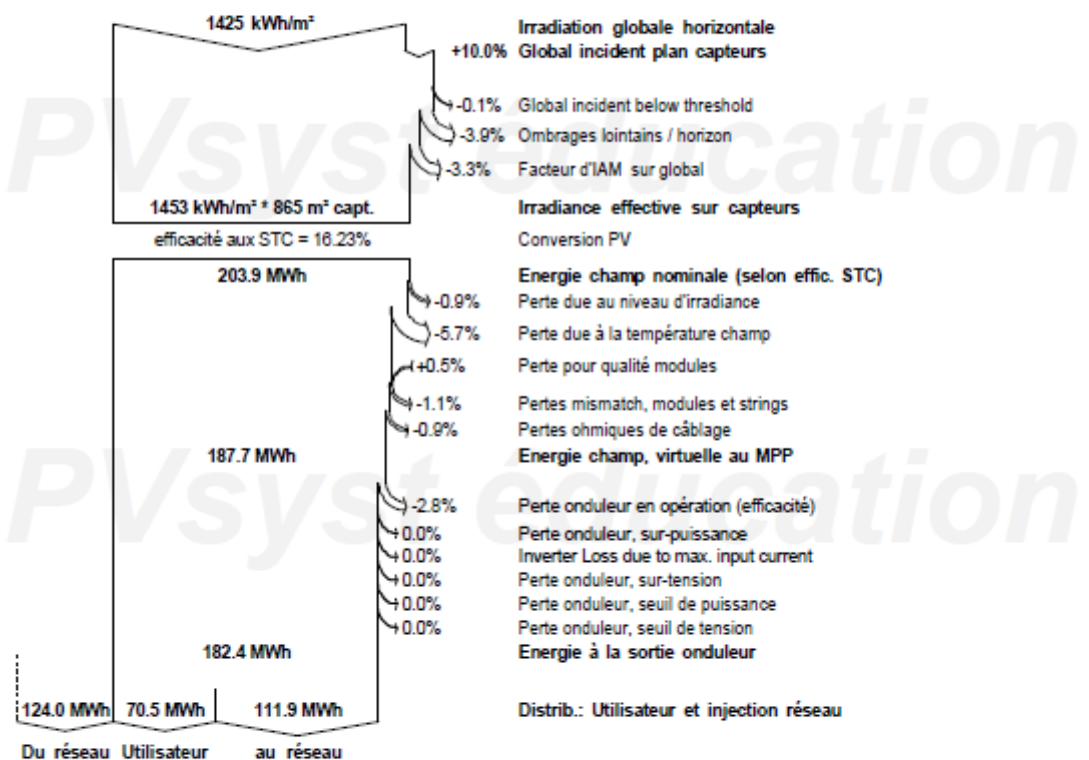 1425 kWh/m² Irradiation globale horizontale
+10.0% Global incident plan capteurs
-0.1% Global incident below threshold
-3.9% Ombrages lointains / horizon
-3.3% Facteur d'IAM sur global
PVsyst éducation
1453 kWh/m² * 865 m² capt. Irradiance effective sur capteurs
efficacité aux STC = 16.23% Conversion PV
203.9 MWh Energie champ nominale (selon effic. STC)
-0.9% Perte due au niveau d'irradiance
-5.7% Perte due à la température champ
+0.5% Perte pour qualité modules
-1.1% Pertes mismatch, modules et strings
-0.9% Pertes ohmiques de câblage
187.7 MWh Energie champ, virtuelle au MPP
PVsyst éducation
-2.8% Perte onduleur en opération (efficacité)
0.0% Perte onduleur, sur-puissance
0.0% Inverter Loss due to max. input current
0.0% Perte onduleur, sur-tension
0.0% Perte onduleur, seuil de puissance
0.0% Perte onduleur, seuil de tension
182.4 MWh Energie à la sortie onduleur
124.0 MWh 70.5 MWh 111.9 MWh Distrib.: Utilisateur et injection réseau
Du réseau Utilisateur au réseau